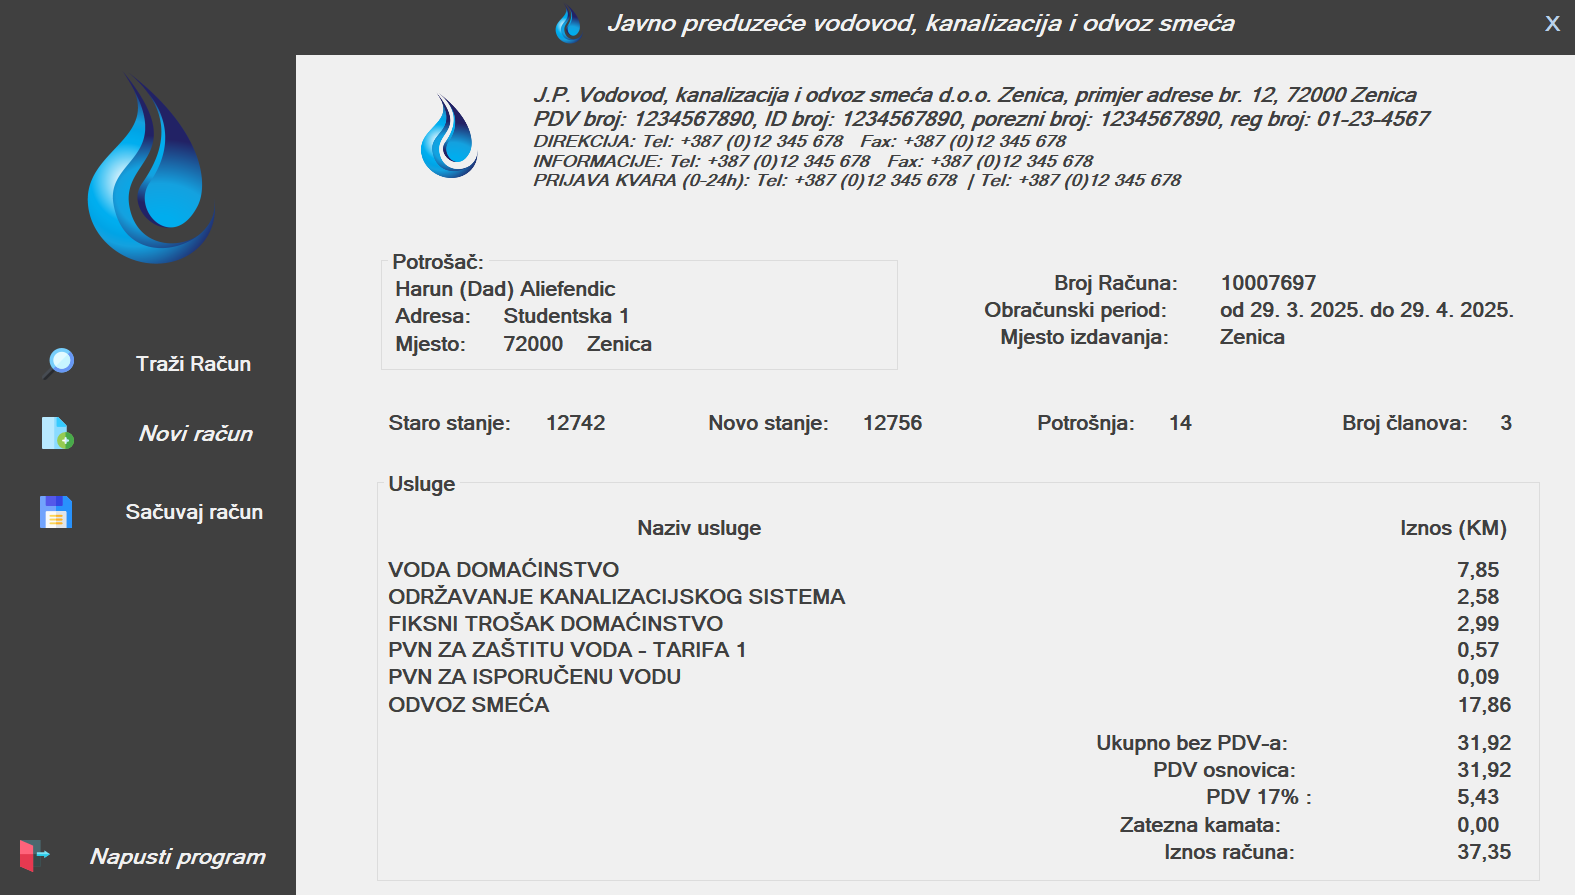 Javno preduzeće vodovod, kanalizacija i odvoz smeća
X
J.P. Vodovod, kanalizacija i odvoz smeća d.o.o. Zenica, primjer adrese br. 12, 72000 Zenica
PDV broj: 1234567890, ID broj: 1234567890, porezni broj: 1234567890, reg broj: 01-23-4567
DIREKCIJA: Tel: +387 (0)12 345 678 Fax: +387 (0)12 345 678
INFORMACIJE: Tel: +387 (0)12 345 678 Fax: +387 (0)12 345 678
PRIJAVA KVARA (0-24h): Tel: +387 (0)12 345 678 | Tel: +387 (0)12 345 678
Traži Račun
Novi račun
Sačuvaj račun
Napusti program
Potrošač:
Harun (Dad) Aliefendic
Adresa: Studentska 1
Mjesto: 72000 Zenica
Broj Računa: 10007697
Obračunski period: od 29. 3. 2025. do 29. 4. 2025.
Mjesto izdavanja: Zenica
Staro stanje: 12742 Novo stanje: 12756 Potrošnja: 14 Broj članova: 3
Usluge
Naziv usluge Iznos (KM)
VODA DOMAĆINSTVO 7,85
ODRŽAVANJE KANALIZACIJSKOG SISTEMA 2,58
FIKSNI TROŠAK DOMAĆINSTVO 2,99
PVN ZA ZAŠTITU VODA - TARIFA 1 0,57
PVN ZA ISPORUČENU VODU 0,09
ODVOZ SMEĆA 17,86
Ukupno bez PDV-a: 31,92
PDV osnovica: 31,92
PDV 17% : 5,43
Zatezna kamata: 0,00
Iznos računa: 37,35